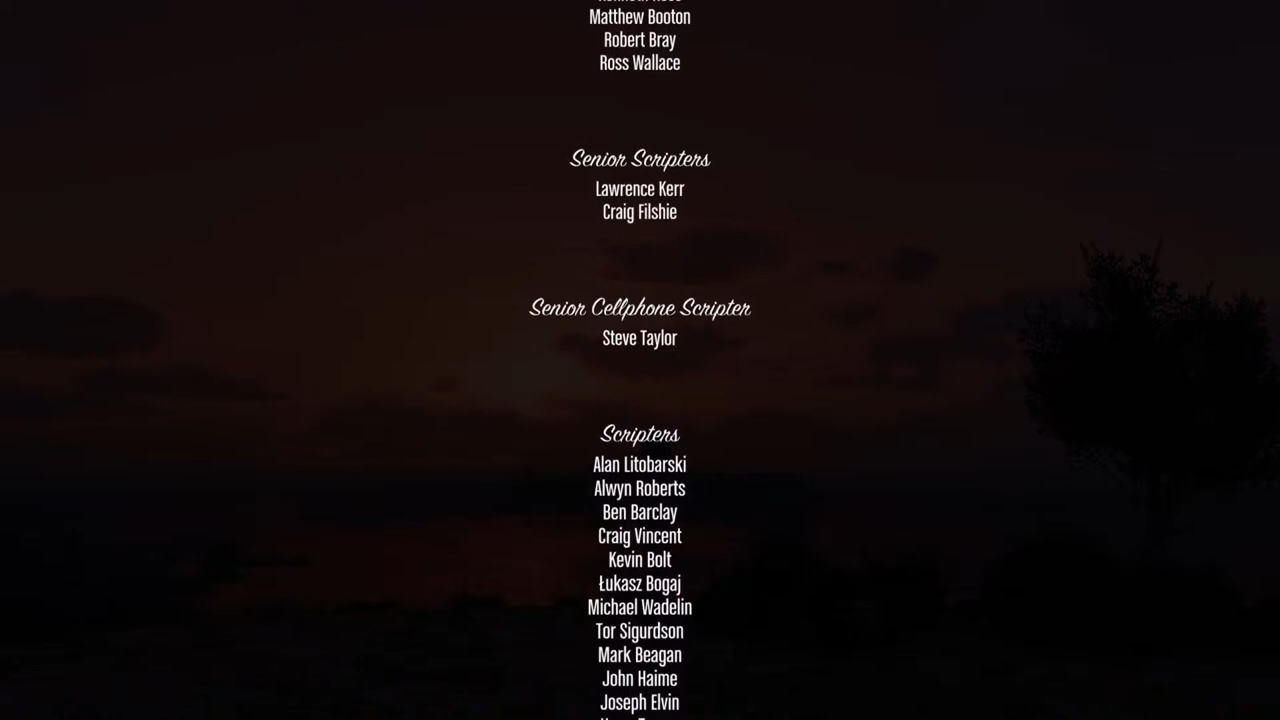 Matthew Booton
Robert Bray
Ross Wallace
Senior Scripters
Lawrence Kerr
Craig Filshie
Senior Cellphone Scripter
Steve Taylor
Scripters
Alan Litobarski
Alwyn Roberts
Ben Barclay
Craig Vincent
Kevin Bolt
Łukasz Bogaj
Michael Wadelin
Tor Sigurdson
Mark Beagan
John Haime
Joseph Elvin